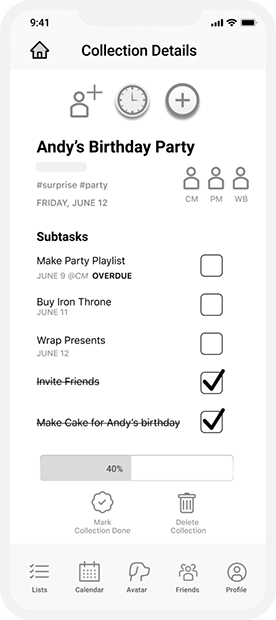 9:41
Collection Details
Andy's Birthday Party
#surprise #party
FRIDAY, JUNE 12
CM PM WB
Subtasks
Make Party Playlist
JUNE 9 @CM OVERDUE
Buy Iron Throne
JUNE 11
Wrap Presents
JUNE 12
Invite Friends
Make Cake for Andy's birthday
40%
Mark
Collection Done
Delete
Collection
Lists Calendar Avatar Friends Profile